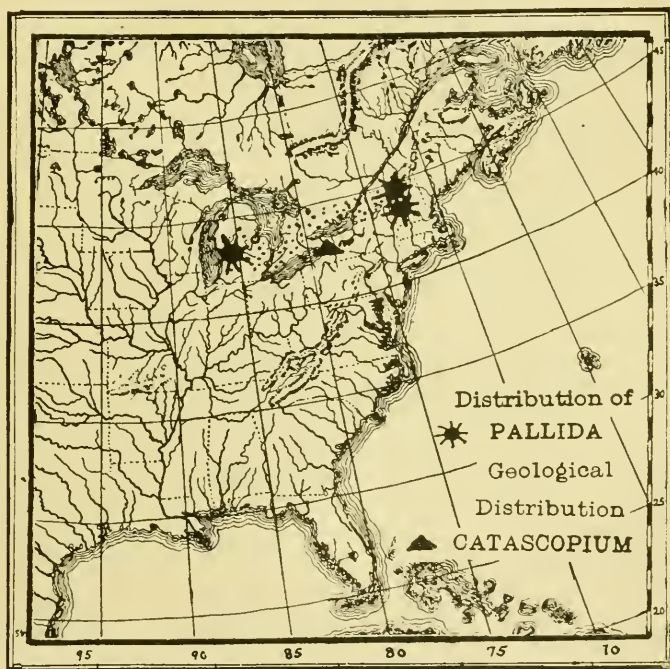 45
40
35
30
25
20
Distribution of
PALLIDA
Geological
Distribution
CATASCOPIUM
95 90 85 80 75 70